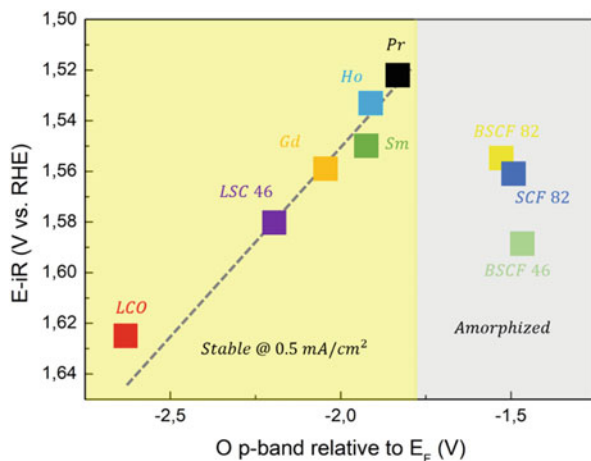 1,50
1,52
1,54
1,56
1,58
1,60
1,62
1,64
E-iR (V vs. RHE)
Pr
Ho
Gd
Sm
LSC 46
LCO
BSCF 82
SCF 82
BSCF 46
Stable @ 0.5 mA/cm²
Amorphized
-2,5
-2,0
-1,5
O p-band relative to E_F (V)